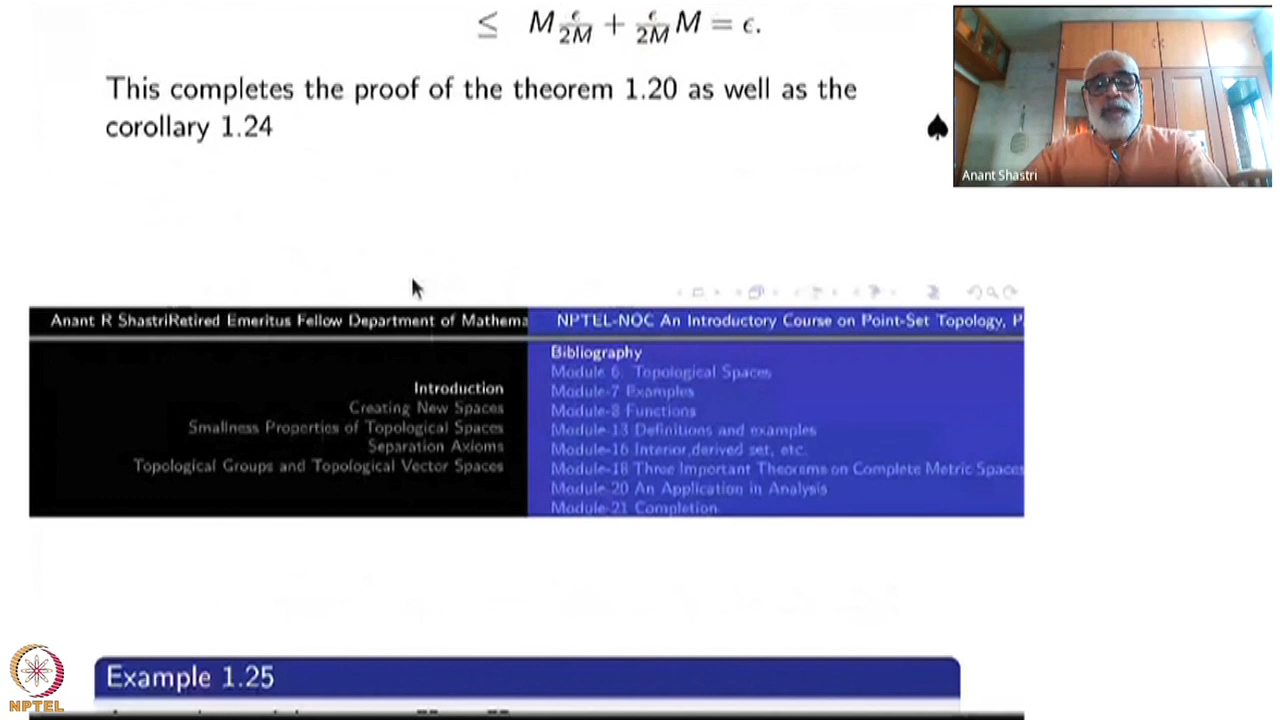 ≤ M ϵ/2M + ϵ/2M M = ϵ.
This completes the proof of the theorem 1.20 as well as the
corollary 1.24
Anant Shastri
Anant R ShastriRetired Emeritus Fellow Department of Mathema
NPTEL-NOC An Introductory Course on Point-Set Topology, P
Introduction
Creating New Spaces
Smallness Properties of Topological Spaces
Separation Axioms
Topological Groups and Topological Vector Spaces
Bibliography
Module 6. Topological Spaces
Module-7 Examples
Module-8 Functions
Module-13 Definitions and examples
Module-16 Interior,derived set, etc.
Module-18 Three Important Theorems on Complete Metric Spaces
Module-20 An Application in Analysis
Module-21 Completion
Example 1.25
NPTEL